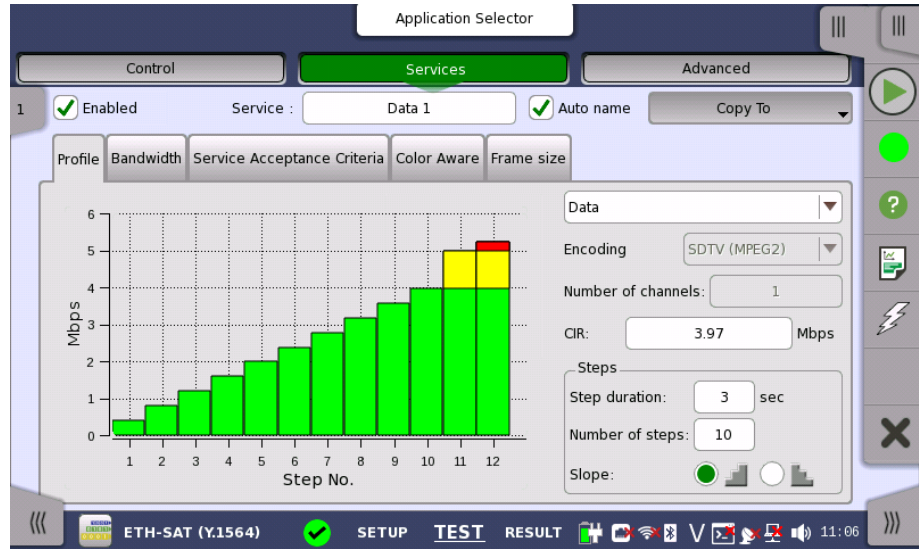 Application Selector
Control Services Advanced
1 Enabled Service : Data 1 Auto name Copy To
Profile Bandwidth Service Acceptance Criteria Color Aware Frame size
Data
Encoding SDTV (MPEG2)
Number of channels: 1
CIR: 3.97 Mbps
Steps
Step duration: 3 sec
Number of steps: 10
Slope:
6
5
4
3
2
1
0
Mbps
1 2 3 4 5 6 7 8 9 10 11 12
Step No.
?
ETH-SAT (Y.1564) SETUP TEST RESULT 11:06